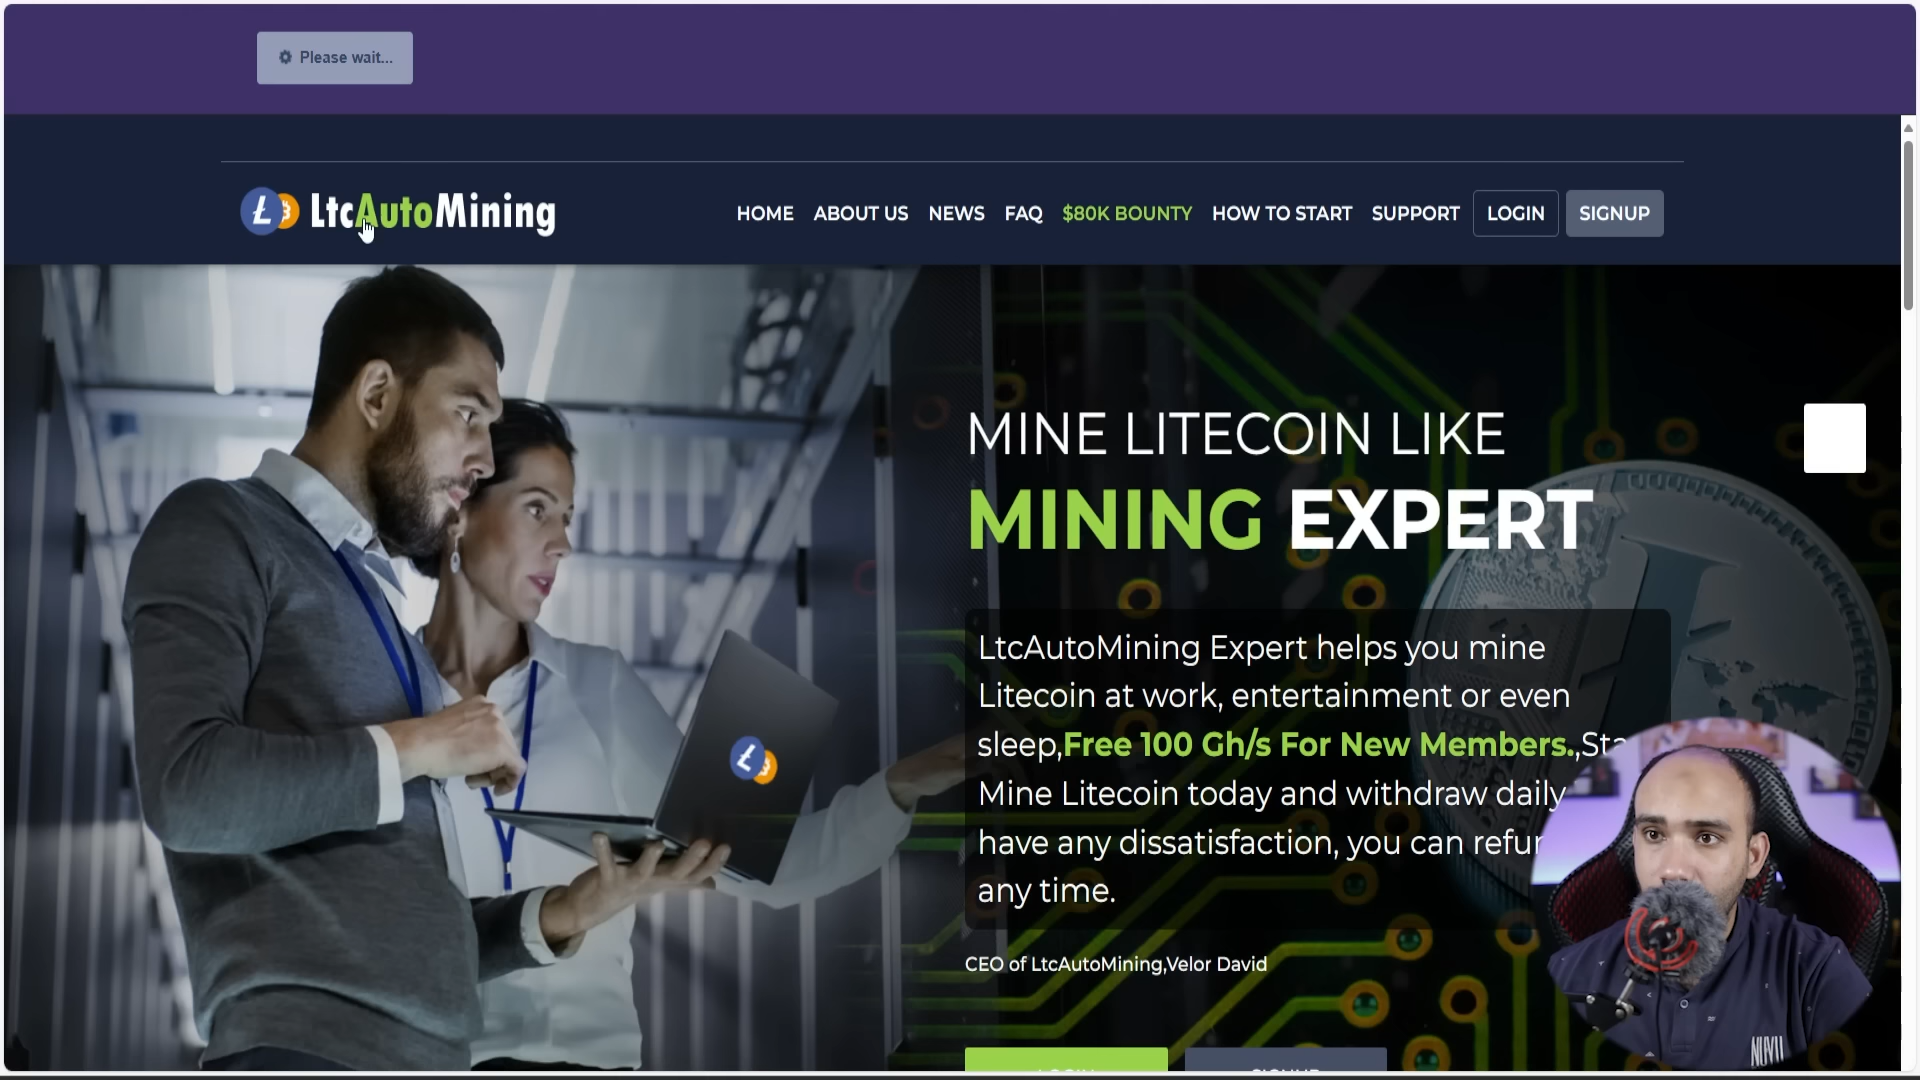 Please wait...
LtcAutoMining
HOME ABOUT US NEWS FAQ $80K BOUNTY HOW TO START SUPPORT LOGIN SIGNUP
MINE LITECOIN LIKE
MINING EXPERT
LtcAutoMining Expert helps you mine
Litecoin at work, entertainment or even
sleep,Free 100 Gh/s For New Members.,
Mine Litecoin today and withdraw daily
have any dissatisfaction, you can
any time.
CEO of LtcAutoMining,Velor David